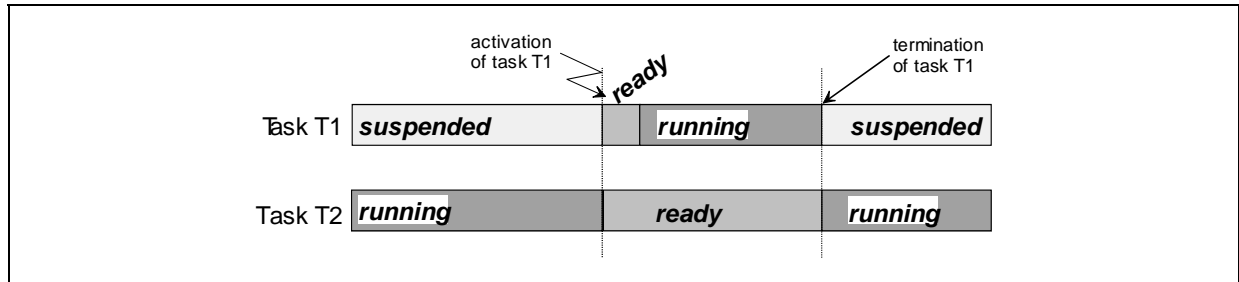 activation
of task T1
ready
termination
of task T1
Task T1
suspended
running
suspended
Task T2
running
ready
running